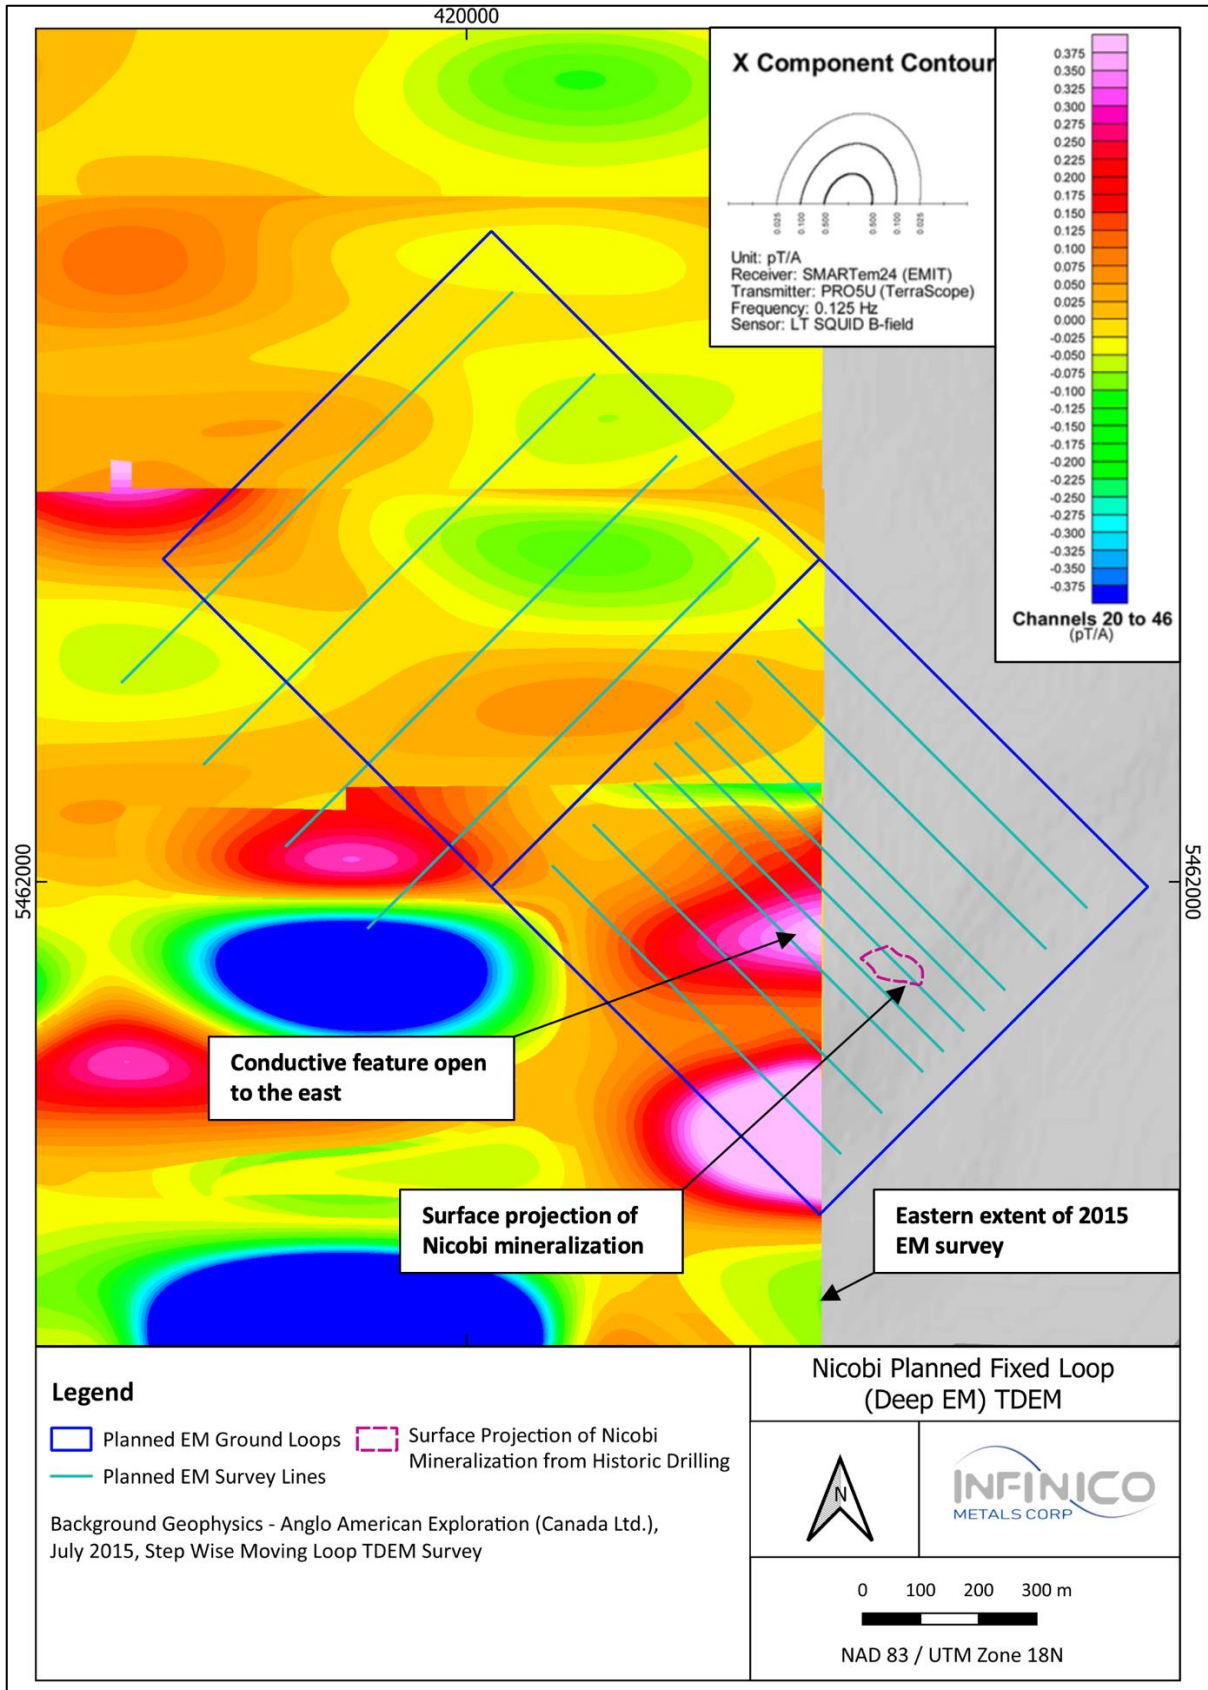 420000
X Component Contour
0.025
0.100
0.500
0.500
0.100
0.025
Unit: pT/A
Receiver: SMARTem24 (EMIT)
Transmitter: PRO5U (TerraScope)
Frequency: 0.125 Hz
Sensor: LT SQUID B-field
0.375
0.350
0.325
0.300
0.275
0.250
0.225
0.200
0.175
0.150
0.125
0.100
0.075
0.050
0.025
0.000
-0.025
-0.050
-0.075
-0.100
-0.125
-0.150
-0.175
-0.200
-0.225
-0.250
-0.275
-0.300
-0.325
-0.350
-0.375
Channels 20 to 46
(pT/A)
5462000
5462000
Conductive feature open
to the east
Surface projection of
Nicobi mineralization
Eastern extent of 2015
EM survey
Legend
Planned EM Ground Loops
Planned EM Survey Lines
Surface Projection of Nicobi
Mineralization from Historic Drilling
Background Geophysics - Anglo American Exploration (Canada Ltd.),
July 2015, Step Wise Moving Loop TDEM Survey
Nicobi Planned Fixed Loop
(Deep EM) TDEM
N
INFINICO
METALS CORP
0 100 200 300 m
NAD 83 / UTM Zone 18N